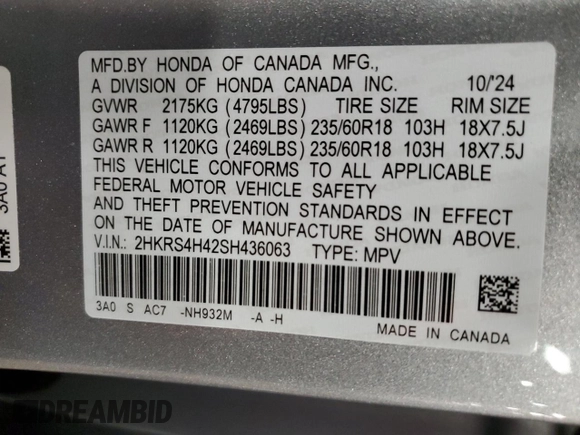 MFD.BY HONDA OF CANADA MFG.,
A DIVISION OF HONDA CANADA INC. 10/'24
GVWR 2175KG (4795LBS) TIRE SIZE RIM SIZE
GAWR F 1120KG (2469LBS) 235/60R18 103H 18X7.5J
GAWR R 1120KG (2469LBS) 235/60R18 103H 18X7.5J
THIS VEHICLE CONFORMS TO ALL APPLICABLE
FEDERAL MOTOR VEHICLE SAFETY
AND THEFT PREVENTION STANDARDS IN EFFECT
ON THE DATE OF MANUFACTURE SHOWN ABOVE.
V.I.N.: 2HKRS4H42SH436063 TYPE: MPV
3A0 S AC7 -NH932M -A -H
MADE IN CANADA
3A0 A1
DREAMBID